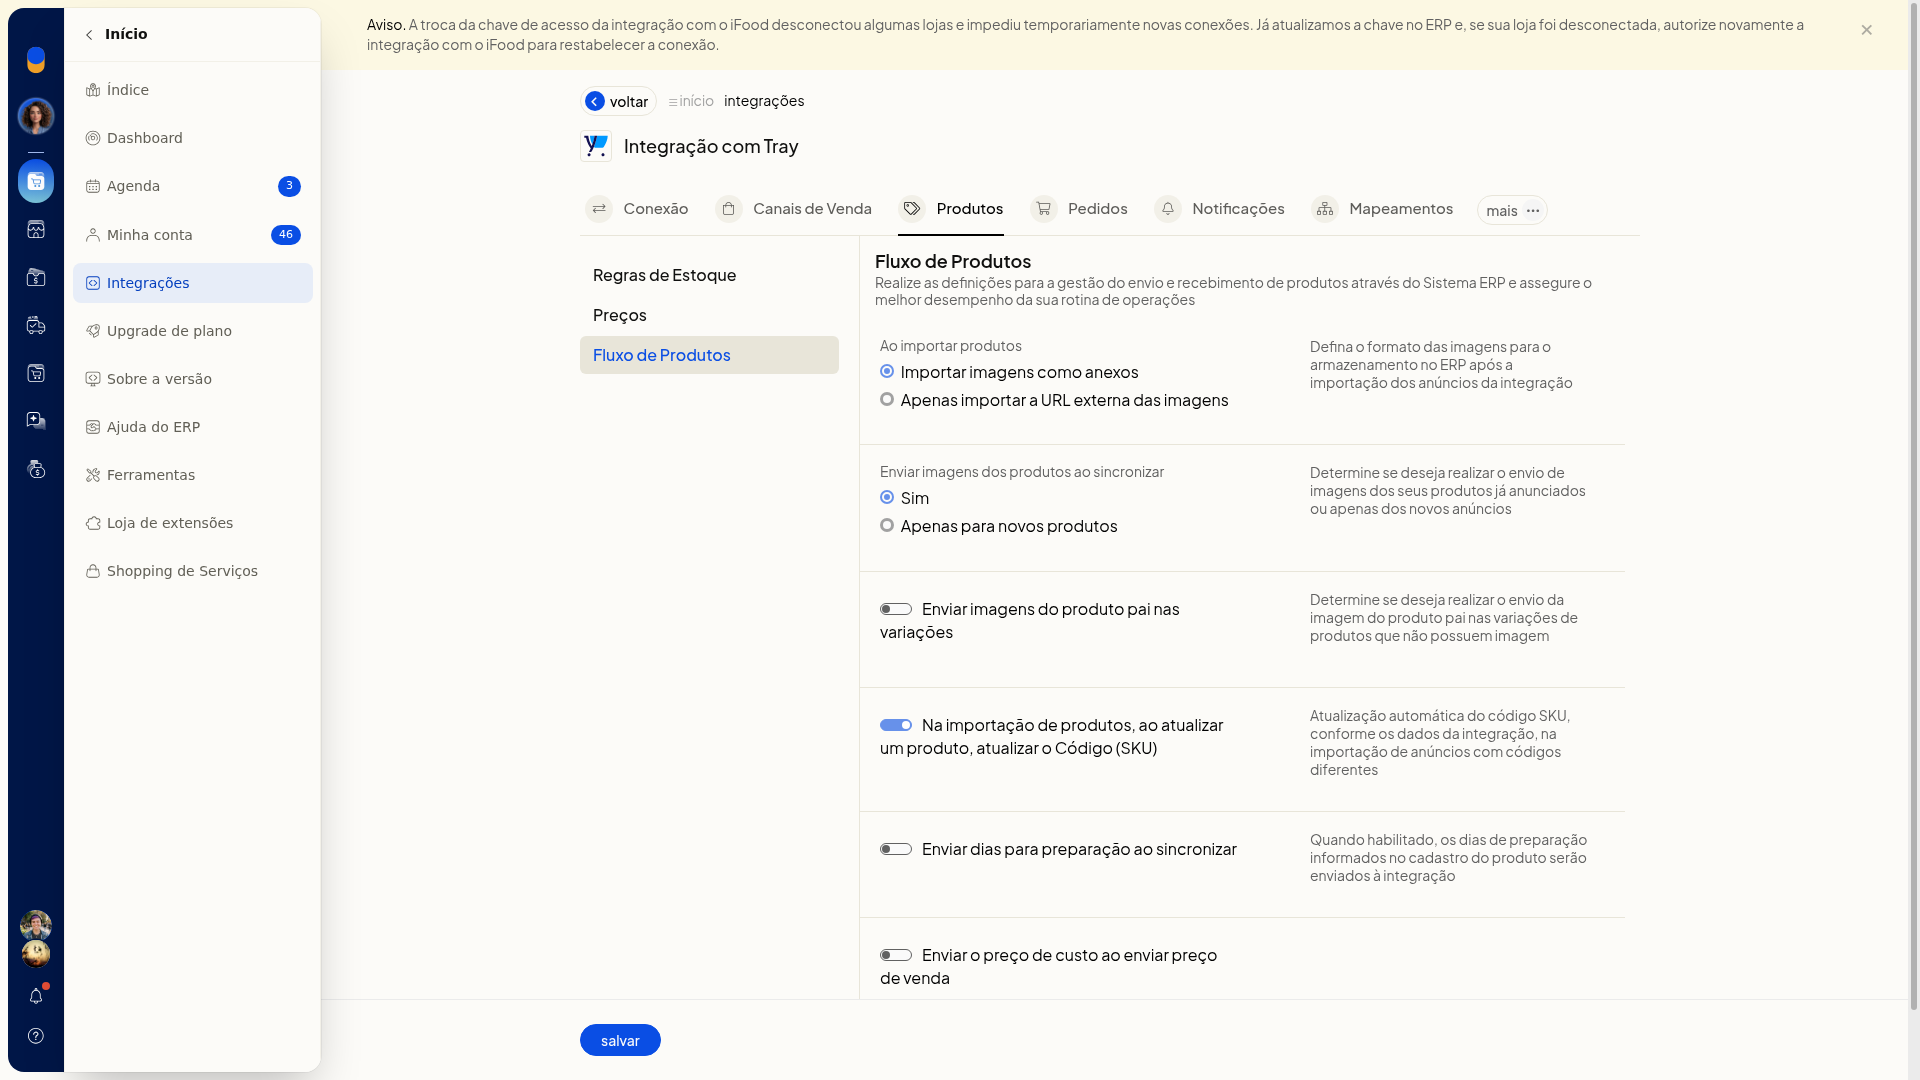 Início
Índice
Dashboard
Agenda
3
Minha conta
46
Integrações
Upgrade de plano
Sobre a versão
Ajuda do ERP
Ferramentas
Loja de extensões
Shopping de Serviços
Aviso. A troca da chave de acesso da integração com o iFood desconectou algumas lojas e impediu temporariamente novas conexões. Já atualizamos a chave no ERP e, se sua loja foi desconectada, autorize novamente a
integração com o iFood para restabelecer a conexão.
voltar
início
integrações
Integração com Tray
Conexão
Canais de Venda
Produtos
Pedidos
Notificações
Mapeamentos
mais
Regras de Estoque
Preços
Fluxo de Produtos
Fluxo de Produtos
Realize as definições para a gestão do envio e recebimento de produtos através do Sistema ERP e assegure o
melhor desempenho da sua rotina de operações
Ao importar produtos
Importar imagens como anexos
Apenas importar a URL externa das imagens
Defina o formato das imagens para o
armazenamento no ERP após a
importação dos anúncios da integração
Enviar imagens dos produtos ao sincronizar
Sim
Apenas para novos produtos
Determine se deseja realizar o envio de
imagens dos seus produtos já anunciados
ou apenas dos novos anúncios
Enviar imagens do produto pai nas
variações
Determine se deseja realizar o envio da
imagem do produto pai nas variações de
produtos que não possuem imagem
Na importação de produtos, ao atualizar
um produto, atualizar o Código (SKU)
Atualização automática do código SKU,
conforme os dados da integração, na
importação de anúncios com códigos
diferentes
Enviar dias para preparação ao sincronizar
Quando habilitado, os dias de preparação
informados no cadastro do produto serão
enviados à integração
Enviar o preço de custo ao enviar preço
de venda
salvar